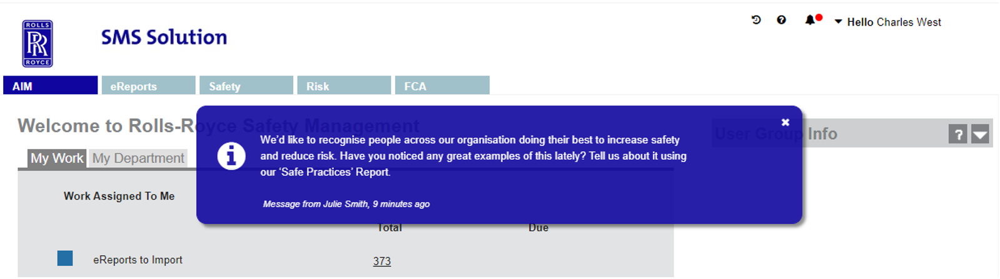 ROLLS
RR
ROYCE
SMS Solution
Hello Charles West
AIM eReports Safety Risk FCA
Welcome to Rolls-Royce Safety Management
User Group Info
We’d like to recognise people across our organisation doing their best to increase safety
and reduce risk. Have you noticed any great examples of this lately? Tell us about it using
our ‘Safe Practices’ Report.
Message from Julie Smith, 9 minutes ago
My Work My Department
Work Assigned To Me
Total Due
eReports to Import 373